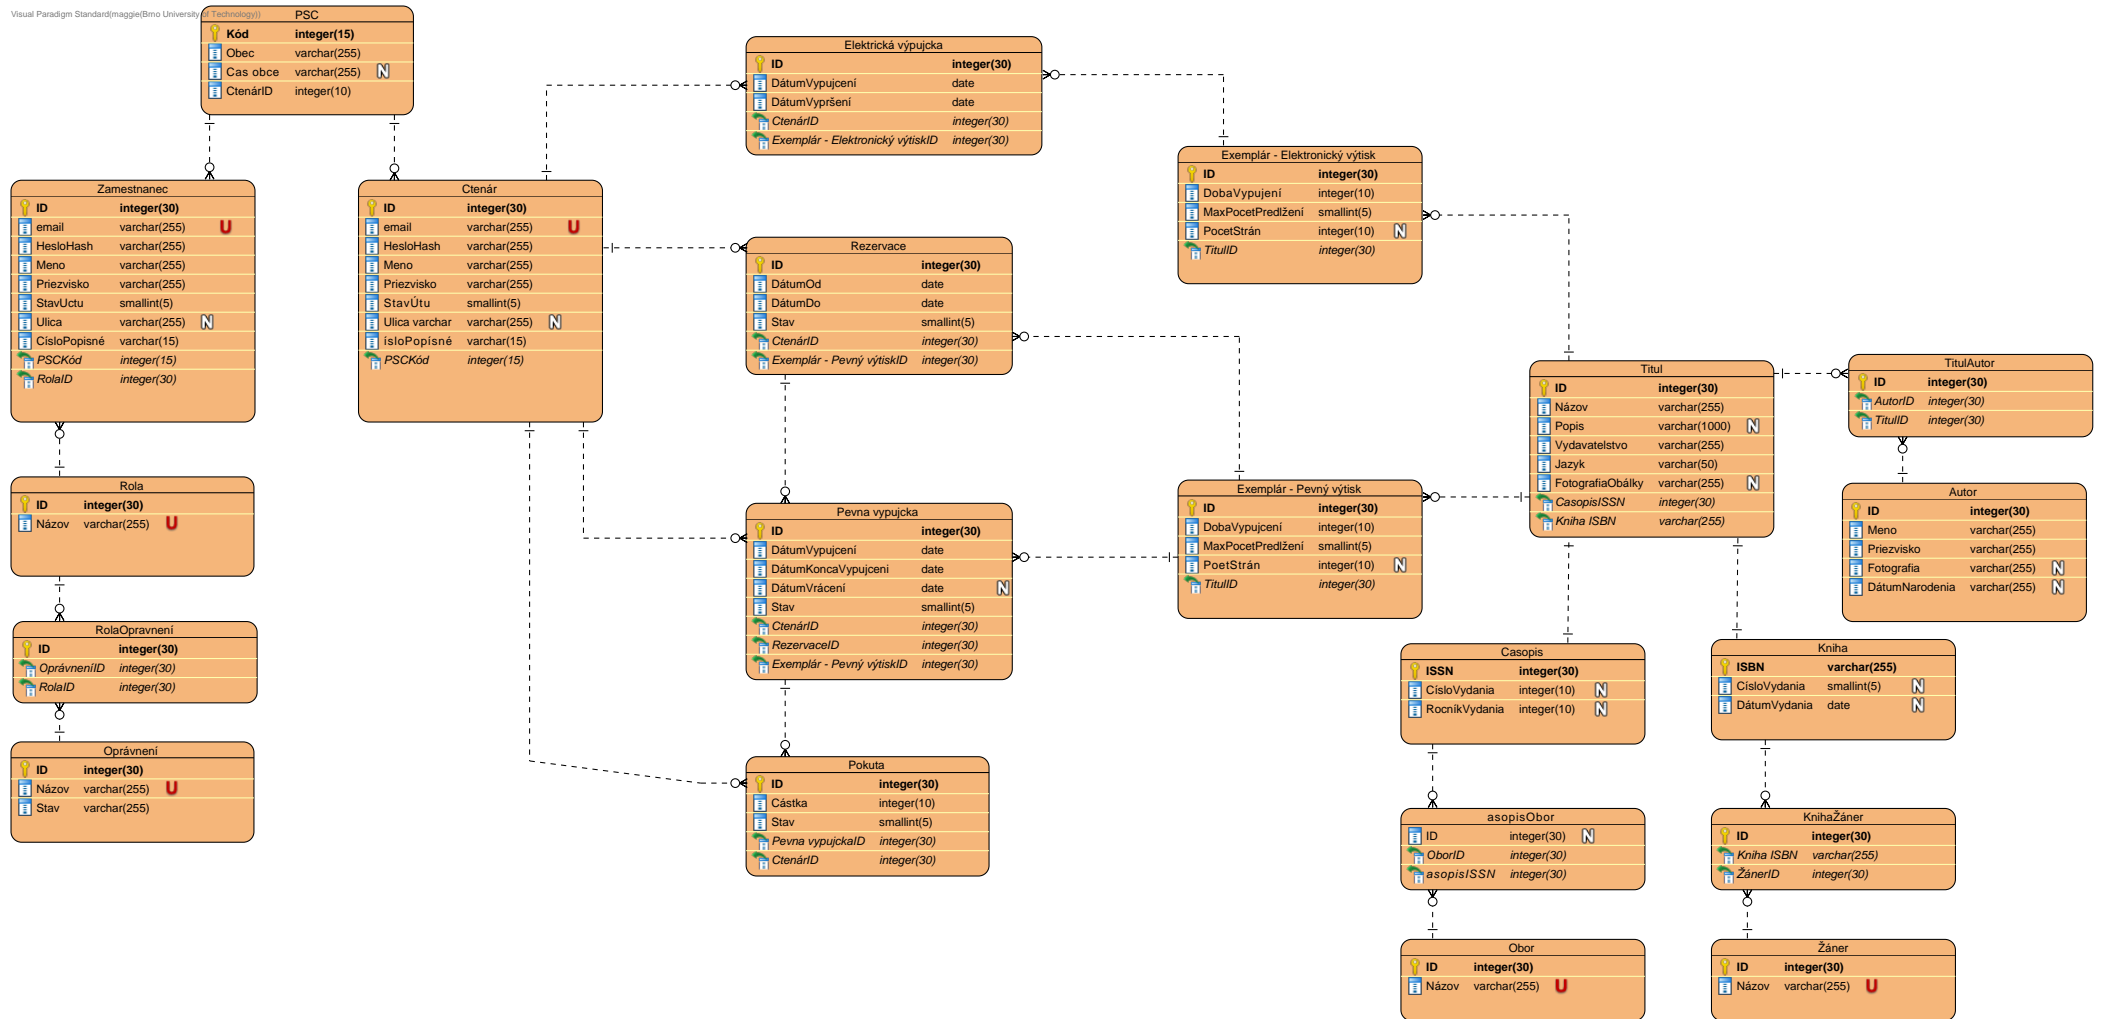 Visual Paradigm Standard(maggie(Brno University of Technology))
PSC
Kód integer(15)
Obec varchar(255)
Cas obce varchar(255) N
CtenárID integer(10)
Zamestnanec
ID integer(30)
email varchar(255) U
HesloHash varchar(255)
Meno varchar(255)
Priezvisko varchar(255)
StavUctu smallint(5)
Ulica varchar(255) N
CísloPopisné varchar(15)
PSCKód integer(15)
RolaID integer(30)
Ctenár
ID integer(30)
email varchar(255) U
HesloHash varchar(255)
Meno varchar(255)
Priezvisko varchar(255)
StavÚtu smallint(5)
Ulica varchar varchar(255) N
ísloPopísné varchar(15)
PSCKód integer(15)
Rola
ID integer(30)
Názov varchar(255) U
RolaOpravnení
ID integer(30)
OprávneníID integer(30)
RolaID integer(30)
Oprávnení
ID integer(30)
Názov varchar(255) U
Stav varchar(255)
Elektrická výpujcka
ID integer(30)
DátumVypujcení date
DátumVypršení date
CtenárID integer(30)
Exemplár - Elektronický výtiskID integer(30)
Rezervace
ID integer(30)
DátumOd date
DátumDo date
Stav smallint(5)
CtenárID integer(30)
Exemplár - Pevný výtiskID integer(30)
Pevna vypujcka
ID integer(30)
DátumVypujcení date
DátumKoncaVypujceni date
DátumVrácení date N
Stav smallint(5)
CtenárID integer(30)
RezervaceID integer(30)
Exemplár - Pevný výtiskID integer(30)
Pokuta
ID integer(30)
Cástka integer(10)
Stav smallint(5)
Pevna vypujckaID integer(30)
CtenárID integer(30)
Exemplár - Elektronický výtisk
ID integer(30)
DobaVypujení integer(10)
MaxPocetPredlžení smallint(5)
PocetStrán integer(10) N
TitulID integer(30)
Exemplár - Pevný výtisk
ID integer(30)
DobaVypujcení integer(10)
MaxPocetPredlžení smallint(5)
PoetStrán integer(10) N
TitulID integer(30)
Titul
ID integer(30)
Názov varchar(255)
Popis varchar(1000) N
Vydavatelstvo varchar(255)
Jazyk varchar(50)
FotografiaObálky varchar(255) N
CasopisISSN integer(30)
Kniha ISBN varchar(255)
TitulAutor
ID integer(30)
AutorID integer(30)
TitulID integer(30)
Autor
ID integer(30)
Meno varchar(255)
Priezvisko varchar(255)
Fotografia varchar(255) N
DátumNarodenia varchar(255) N
Casopis
ISSN integer(30)
CísloVydania integer(10) N
RocníkVydania integer(10) N
Kniha
ISBN varchar(255)
CísloVydania smallint(5) N
DátumVydania date N
asopisObor
ID integer(30) N
OborID integer(30)
asopisISSN integer(30)
KnihaŽáner
ID integer(30)
Kniha ISBN varchar(255)
ŽánerID integer(30)
Obor
ID integer(30)
Názov varchar(255) U
Žáner
ID integer(30)
Názov varchar(255) U